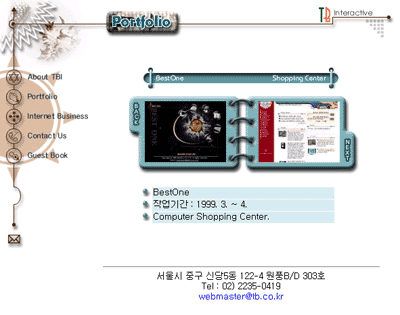 Portfolio
TB Interactive
About TBI
Portfolio
Internet Business
Contact Us
Guest Book
BestOne Shopping Center
BACK
NEXT
BestOne
작업기간 : 1999. 3. ~ 4.
Computer Shopping Center.
서울시 중구 신당5동 122-4 원풍B/D 303호
Tel : 02) 2235-0419
webmaster@tb.co.kr